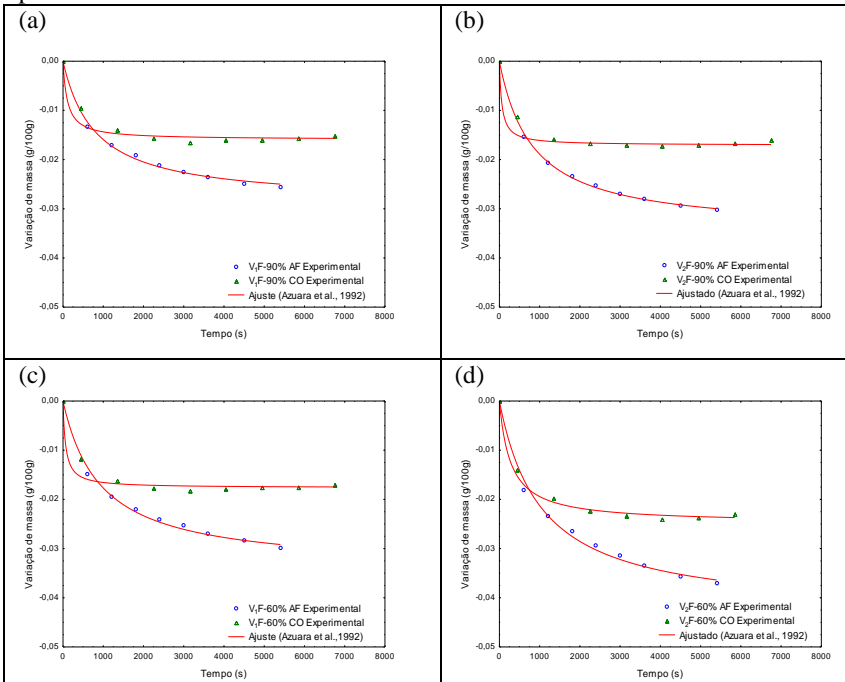 (a)
0,00
-0,01
-0,02
-0,03
-0,04
-0,05
Variação de massa (g/100g)
V₁F-90% AF Experimental
V₁F-90% CO Experimental
Ajuste (Azuara et al., 1992)
0 1000 2000 3000 4000 5000 6000 7000 8000
Tempo (s)
(b)
0,00
-0,01
-0,02
-0,03
-0,04
-0,05
Variação de massa (g/100g)
V₂F-90% AF Experimental
V₂F-90% CO Experimental
Ajustado (Azuara et al., 1992)
0 1000 2000 3000 4000 5000 6000 7000 8000
Tempo (s)
(c)
0,00
-0,01
-0,02
-0,03
-0,04
-0,05
Variação de massa (g/100g)
V₁F-60% AF Experimental
V₁F-60% CO Experimental
Ajuste (Azuara et al.,1992)
0 1000 2000 3000 4000 5000 6000 7000 8000
Tempo (s)
(d)
0,00
-0,01
-0,02
-0,03
-0,04
-0,05
Variação de massa (g/100g)
V₂F-60% AF Experimental
V₂F-60% CO Experimental
Ajustado (Azuara et al., 1992)
0 1000 2000 3000 4000 5000 6000 7000 8000
Tempo (s)